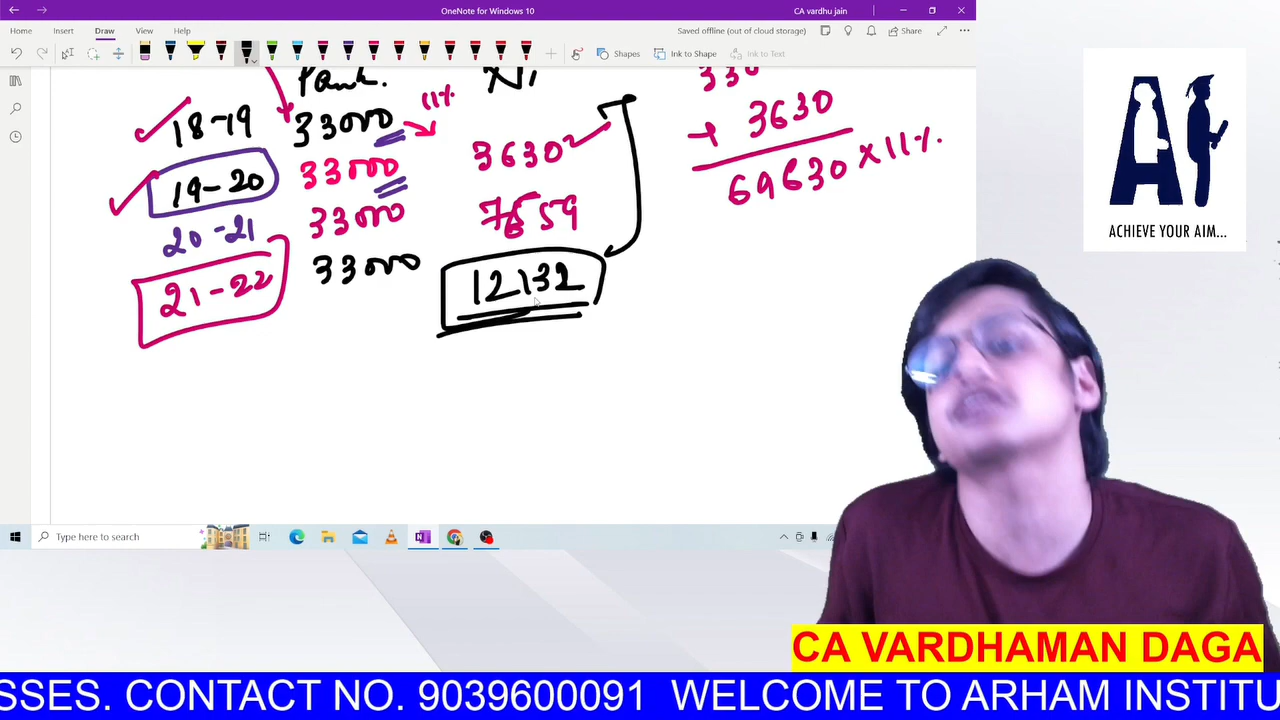 OneNote for Windows 10
CA vardhu jain
Home Insert Draw View Help
Saved offline (out of cloud storage)
Share
Shapes
Ink to Shape
Ink to Text
18-19 33000
11%
19-20 33000 3630
20-21 33000 7659
21-22 33000 12132
+ 3630
69630 × 11%
AI
ACHIEVE YOUR AIM...
Type here to search
CA VARDHAMAN DAGA
SSES. CONTACT NO. 9039600091 WELCOME TO ARHAM INSTITU